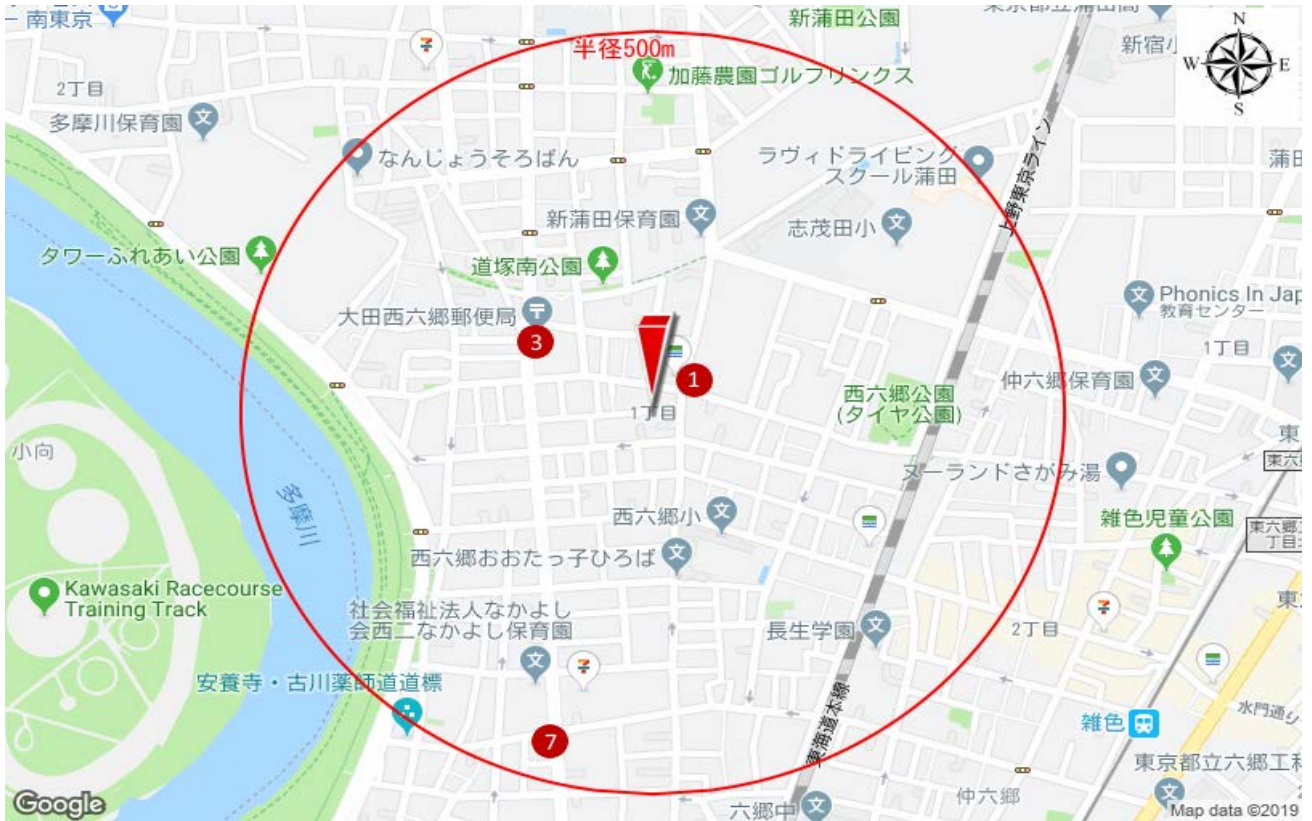 南東京
新蒲田公園
新宿小
N
W
E
S
半径500m
加藤農園ゴルフリンクス
2丁目
多摩川保育園
なんじょうそろばん
ラヴィドライビング
スクール蒲田
上野東京ライン
蒲田
新蒲田保育園
志茂田小
タワーふれあい公園
道塚南公園
大田西六郷郵便局
Phonics In Jap
教育センター
3
1
1丁目
1丁目
西六郷公園
(タイヤ公園)
仲六郷保育園
小向
多摩川
東
ヌーランドさがみ湯
西六郷小
雑色児童公園
東六郷
丁目
西六郷おおたっ子ひろば
Kawasaki Racecourse
Training Track
社会福祉法人なかよし
会西二なかよし保育園
長生学園
2丁目
安養寺・古川薬師道道標
東海道本線
水門通り
7
雑色
東京都立六郷工科
仲六郷
六郷中
Google
Map data ©2019